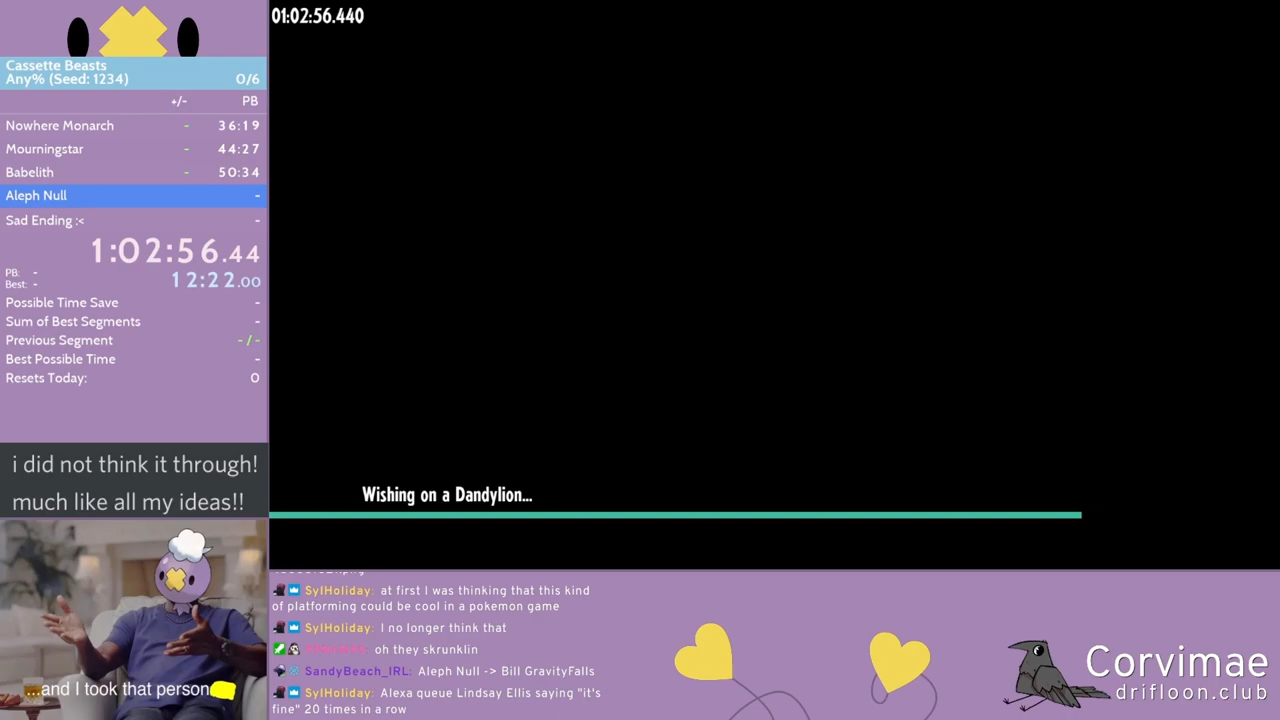 01:02:56.440
Cassette Beasts
Any% (Seed: 1234) 0/6
+/- PB
Nowhere Monarch - 36:19
Mourningstar - 44:27
Babelith - 50:34
Aleph Null -
Sad Ending :< -
1:02:56.44
PB: -
Best: -
12:22.00
Possible Time Save -
Sum of Best Segments -
Previous Segment - / -
Best Possible Time -
Resets Today: 0
i did not think it through!
much like all my ideas!!
...and I took that person
Wishing on a Dandylion...
SylHoliday: at first I was thinking that this kind
of platforming could be cool in a pokemon game
SylHoliday: I no longer think that
oh they skrunklin
SandyBeach_IRL: Aleph Null -> Bill GravityFalls
SylHoliday: Alexa queue Lindsay Ellis saying "it's
fine" 20 times in a row
Corvimae
drifloon.club